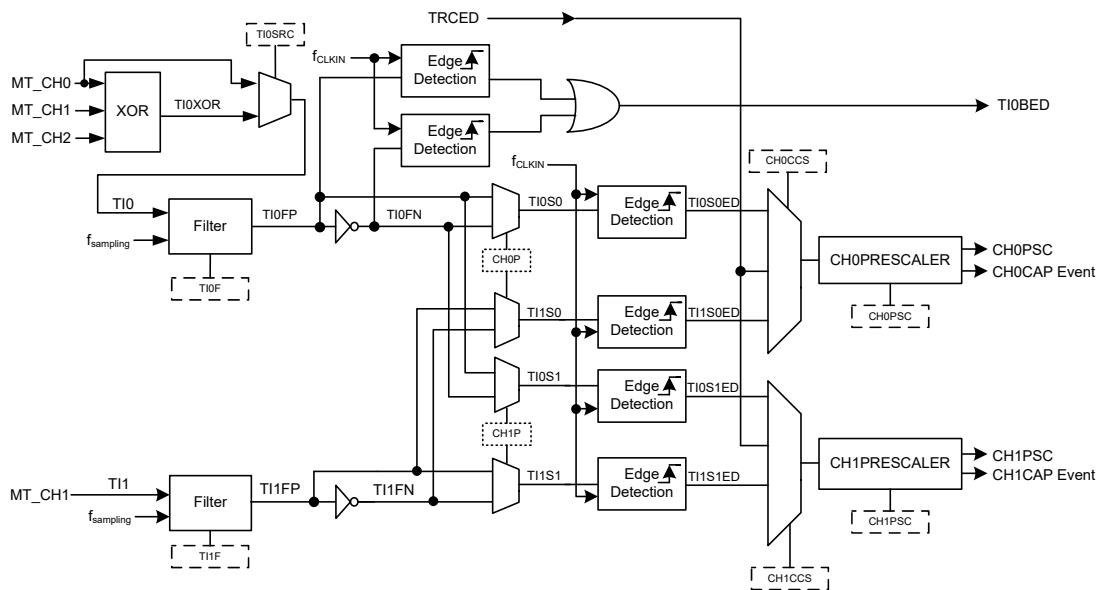 TRCED
TI0SRC
fCLKIN
Edge
Detection
MT_CH0
MT_CH1
MT_CH2
XOR
TI0XOR
TI0BED
Edge
Detection
fCLKIN
CH0CCS
TI0
fsampling
Filter
TI0F
TI0FP
TI0FN
TI0S0
Edge
Detection
TI0S0ED
CH0P
CH0PRESCALER
CH0PSC
CH0CAP Event
CH0PSC
TI1S0
Edge
Detection
TI1S0ED
TI0S1
Edge
Detection
TI0S1ED
CH1P
CH1PRESCALER
CH1PSC
CH1CAP Event
CH1PSC
MT_CH1
TI1
fsampling
Filter
TI1F
TI1FP
TI1FN
TI1S1
Edge
Detection
TI1S1ED
CH1CCS